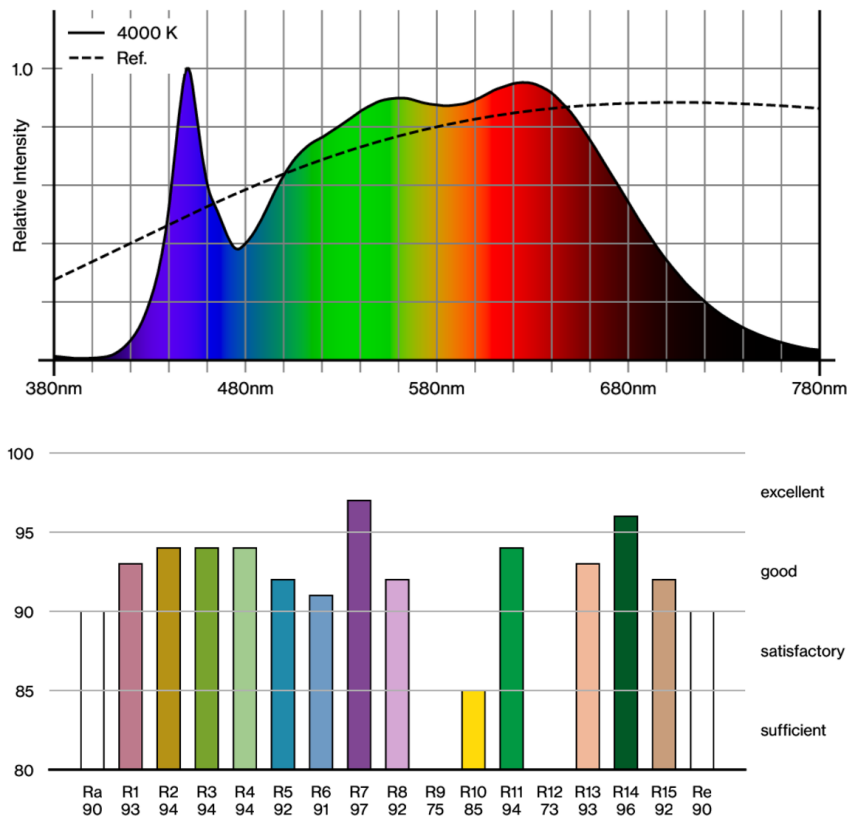 4000 K
Ref.
1.0
Relative Intensity
380nm 480nm 580nm 680nm 780nm
100
excellent
95
good
90
satisfactory
85
sufficient
80
Ra R1 R2 R3 R4 R5 R6 R7 R8 R9 R10 R11 R12 R13 R14 R15 Re
90 93 94 94 94 92 91 97 92 75 85 94 73 93 96 92 90